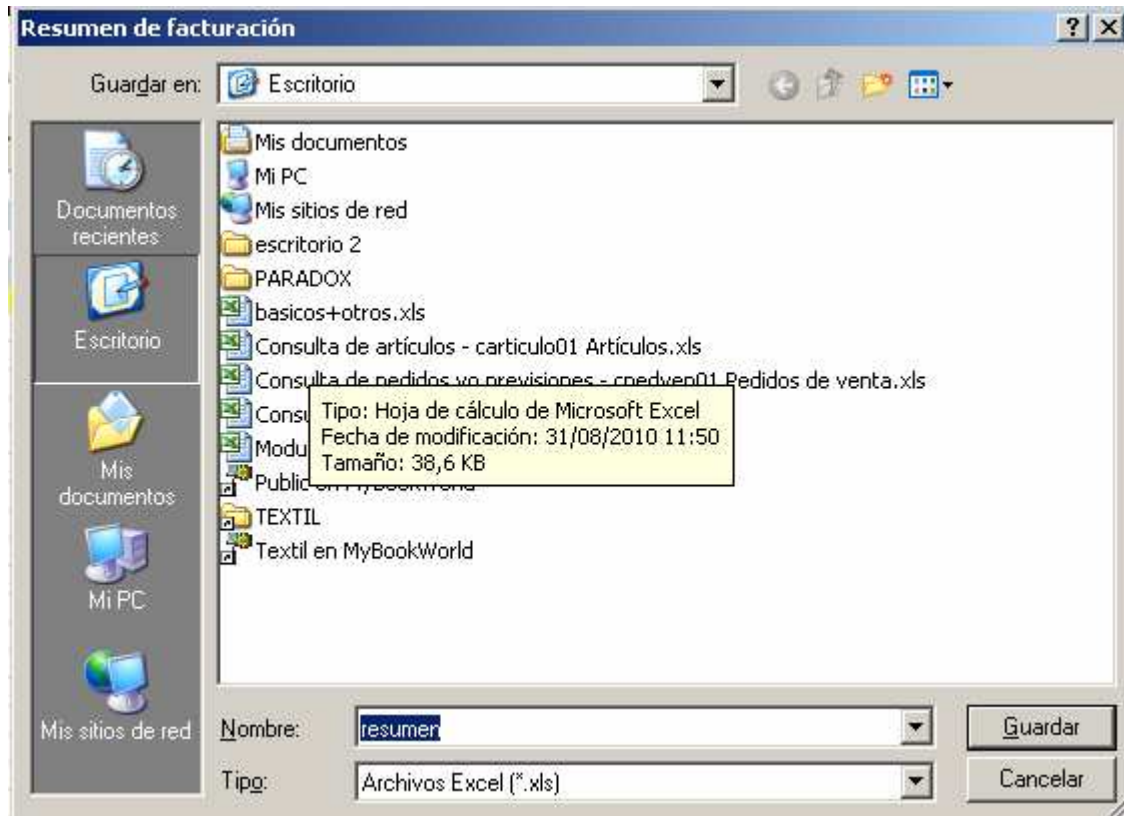 Resumen de facturación
Guardar en: Escritorio
Documentos
recientes
Escritorio
Mis
documentos
Mi PC
Mis sitios de red
Mis documentos
Mi PC
Mis sitios de red
escritorio 2
PARADOX
basicos+otros.xls
Consulta de artículos - carticulo01 Artículos.xls
Consulta de pedidos yo previsiones - cpedven01 Pedidos de venta.xls
Tipo: Hoja de cálculo de Microsoft Excel
Fecha de modificación: 31/08/2010 11:50
Tamaño: 38,6 KB
TEXTIL
Textil en MyBookWorld
Nombre: resumen
Guardar
Tipo: Archivos Excel (*.xls)
Cancelar